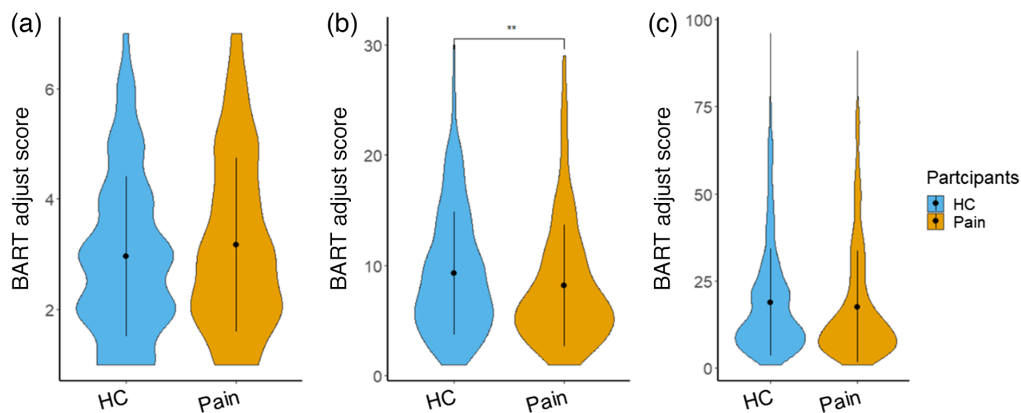 (a)
BART adjust score
6
4
2
HC
Pain
(b)
BART adjust score
30
20
10
0
**
HC
Pain
(c)
BART adjust score
100
75
50
25
0
HC
Pain
Partcipants
HC
Pain